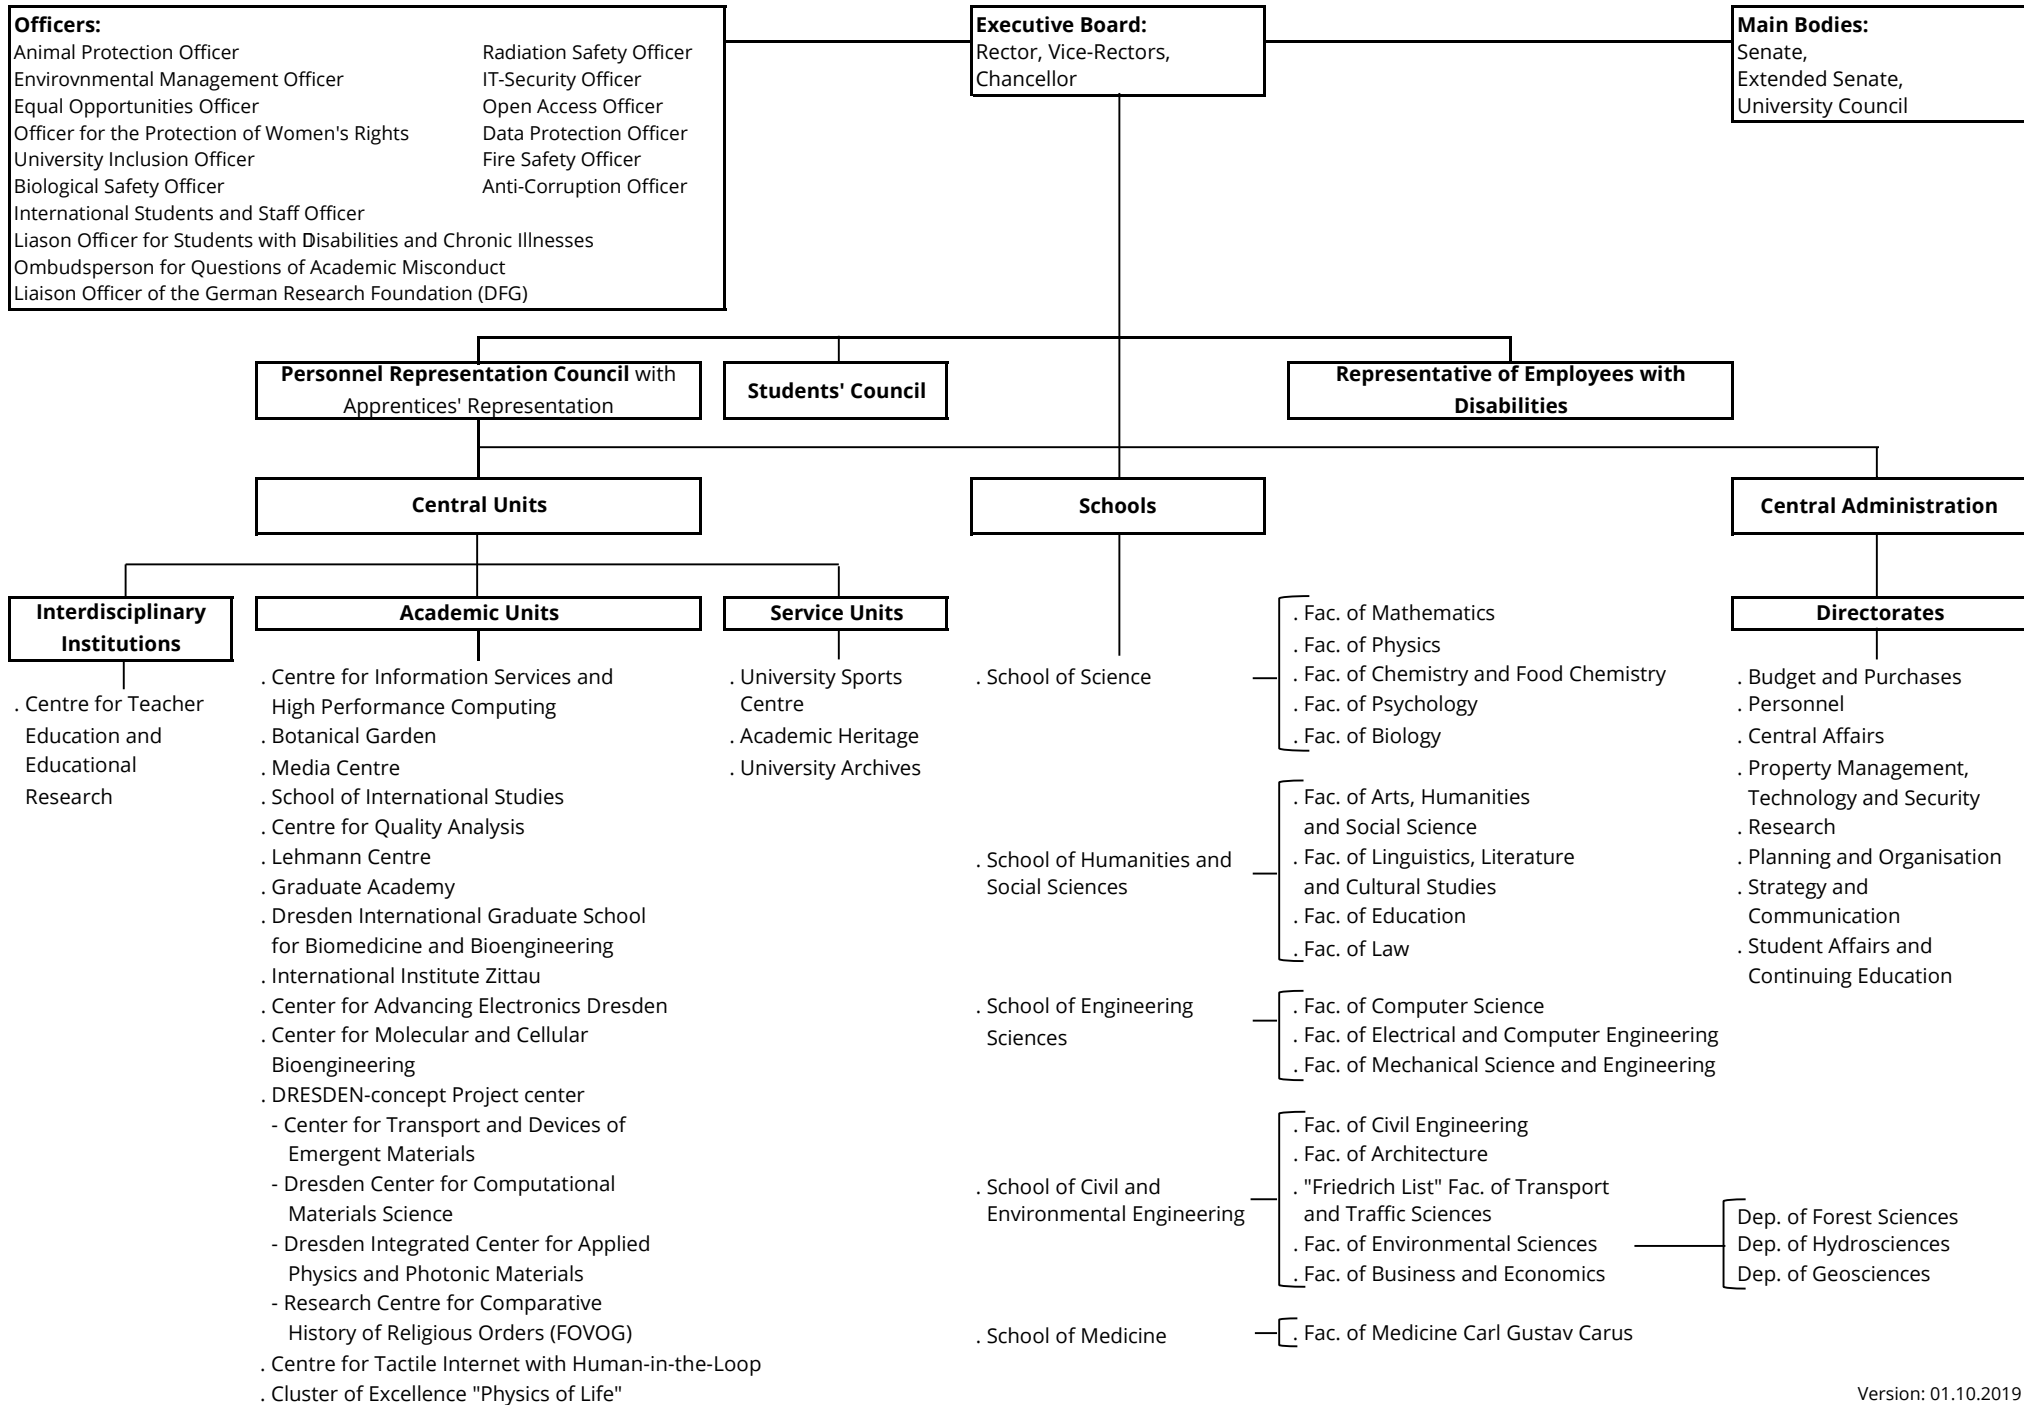 Officers:
Animal Protection Officer
Envirovnmental Management Officer
Equal Opportunities Officer
Officer for the Protection of Women's Rights
University Inclusion Officer
Biological Safety Officer
International Students and Staff Officer
Liason Officer for Students with Disabilities and Chronic Illnesses
Ombudsperson for Questions of Academic Misconduct
Liaison Officer of the German Research Foundation (DFG)
Radiation Safety Officer
IT-Security Officer
Open Access Officer
Data Protection Officer
Fire Safety Officer
Anti-Corruption Officer
Executive Board:
Rector, Vice-Rectors,
Chancellor
Main Bodies:
Senate,
Extended Senate,
University Council
Personnel Representation Council with
Apprentices' Representation
Students' Council
Representative of Employees with
Disabilities
Central Units
Schools
Central Administration
Interdisciplinary
Institutions
. Centre for Teacher
Education and
Educational
Research
Academic Units
. Centre for Information Services and
High Performance Computing
. Botanical Garden
. Media Centre
. School of International Studies
. Centre for Quality Analysis
. Lehmann Centre
. Graduate Academy
. Dresden International Graduate School
for Biomedicine and Bioengineering
. International Institute Zittau
. Center for Advancing Electronics Dresden
. Center for Molecular and Cellular
Bioengineering
. DRESDEN-concept Project center
- Center for Transport and Devices of
Emergent Materials
- Dresden Center for Computational
Materials Science
- Dresden Integrated Center for Applied
Physics and Photonic Materials
- Research Centre for Comparative
History of Religious Orders (FOVOG)
. Centre for Tactile Internet with Human-in-the-Loop
. Cluster of Excellence "Physics of Life"
Service Units
. University Sports
Centre
. Academic Heritage
. University Archives
. School of Science
. Fac. of Mathematics
. Fac. of Physics
. Fac. of Chemistry and Food Chemistry
. Fac. of Psychology
. Fac. of Biology
. School of Humanities and
Social Sciences
. Fac. of Arts, Humanities
and Social Science
. Fac. of Linguistics, Literature
and Cultural Studies
. Fac. of Education
. Fac. of Law
. School of Engineering
Sciences
. Fac. of Computer Science
. Fac. of Electrical and Computer Engineering
. Fac. of Mechanical Science and Engineering
. School of Civil and
Environmental Engineering
. Fac. of Civil Engineering
. Fac. of Architecture
. "Friedrich List" Fac. of Transport
and Traffic Sciences
. Fac. of Environmental Sciences
. Fac. of Business and Economics
Dep. of Forest Sciences
Dep. of Hydrosciences
Dep. of Geosciences
. School of Medicine
. Fac. of Medicine Carl Gustav Carus
Directorates
. Budget and Purchases
. Personnel
. Central Affairs
. Property Management,
Technology and Security
. Research
. Planning and Organisation
. Strategy and
Communication
. Student Affairs and
Continuing Education
Version: 01.10.2019